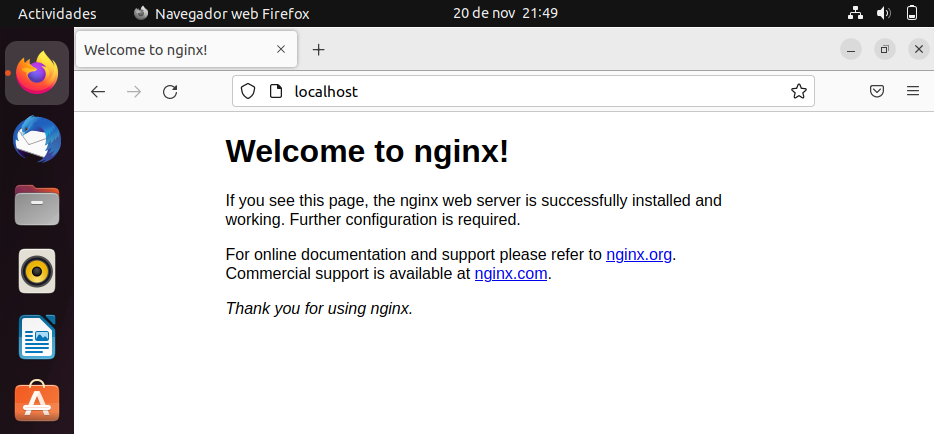 Actividades Navegador web Firefox 20 de nov 21:49
Welcome to nginx!
localhost
Welcome to nginx!
If you see this page, the nginx web server is successfully installed and
working. Further configuration is required.
For online documentation and support please refer to nginx.org.
Commercial support is available at nginx.com.
Thank you for using nginx.